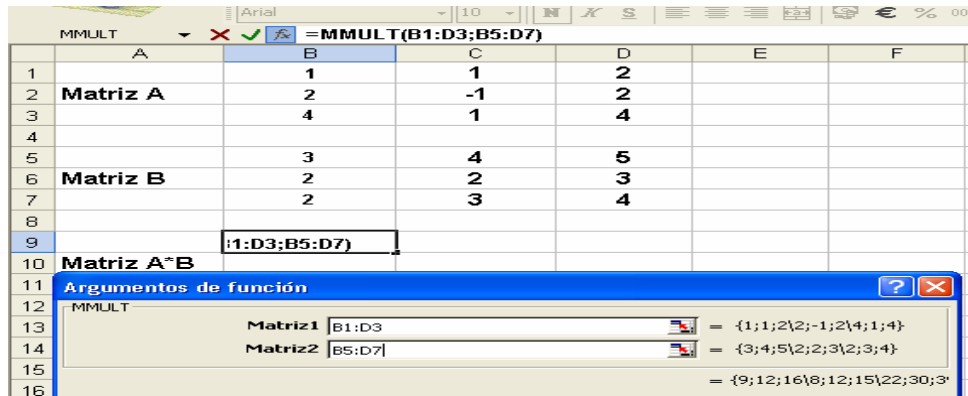 Arial 10 N K S € % 00
MMULT =MMULT(B1:D3;B5:D7)
A B C D E F
1 1 1 2
2 Matriz A 2 -1 2
3 4 1 4
4
5 3 4 5
6 Matriz B 2 2 3
7 2 3 4
8
9 1:D3;B5:D7)
10 Matriz A*B
11 Argumentos de función
12 MMULT
13 Matriz1 B1:D3 = {1;1;2\2;-1;2\4;1;4}
14 Matriz2 B5:D7 = {3;4;5\2;2;3\2;3;4}
15
= {9;12;16\8;12;15\22;30;3
16